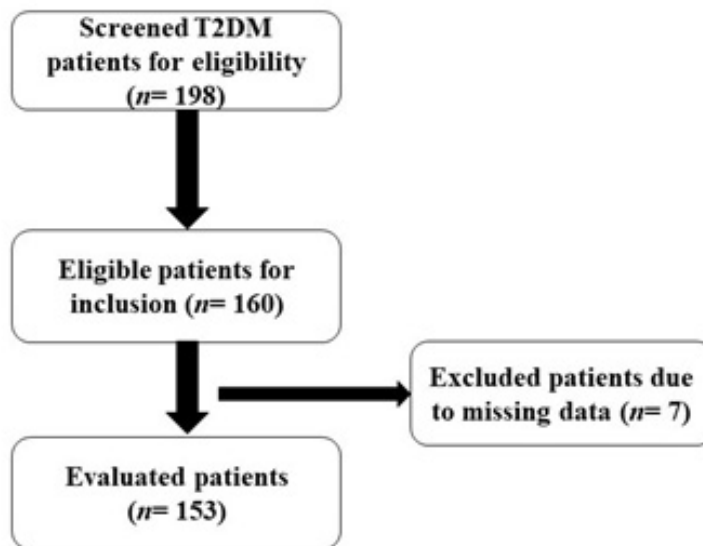 Screened T2DM
patients for eligibility
(n= 198)
Eligible patients for
inclusion (n= 160)
Excluded patients due
to missing data (n= 7)
Evaluated patients
(n= 153)